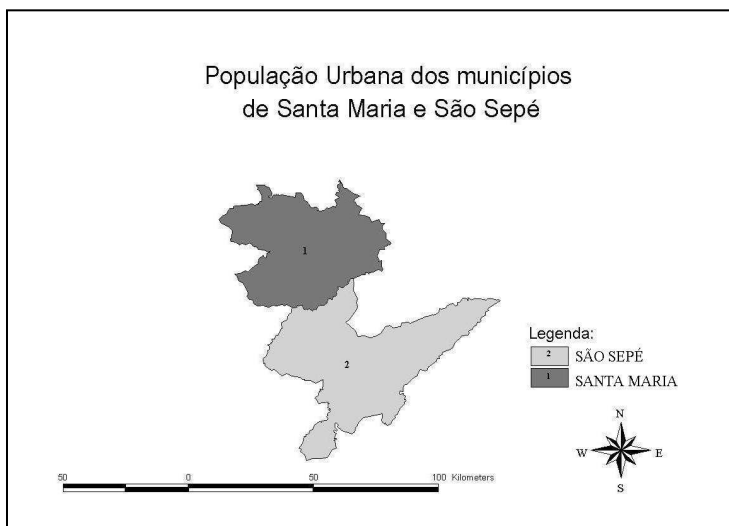 População Urbana dos municípios
de Santa Maria e São Sepé
1
2
Legenda:
2 SÃO SEPÉ
1 SANTA MARIA
N
W E
S
50 0 50 100 Kilometers